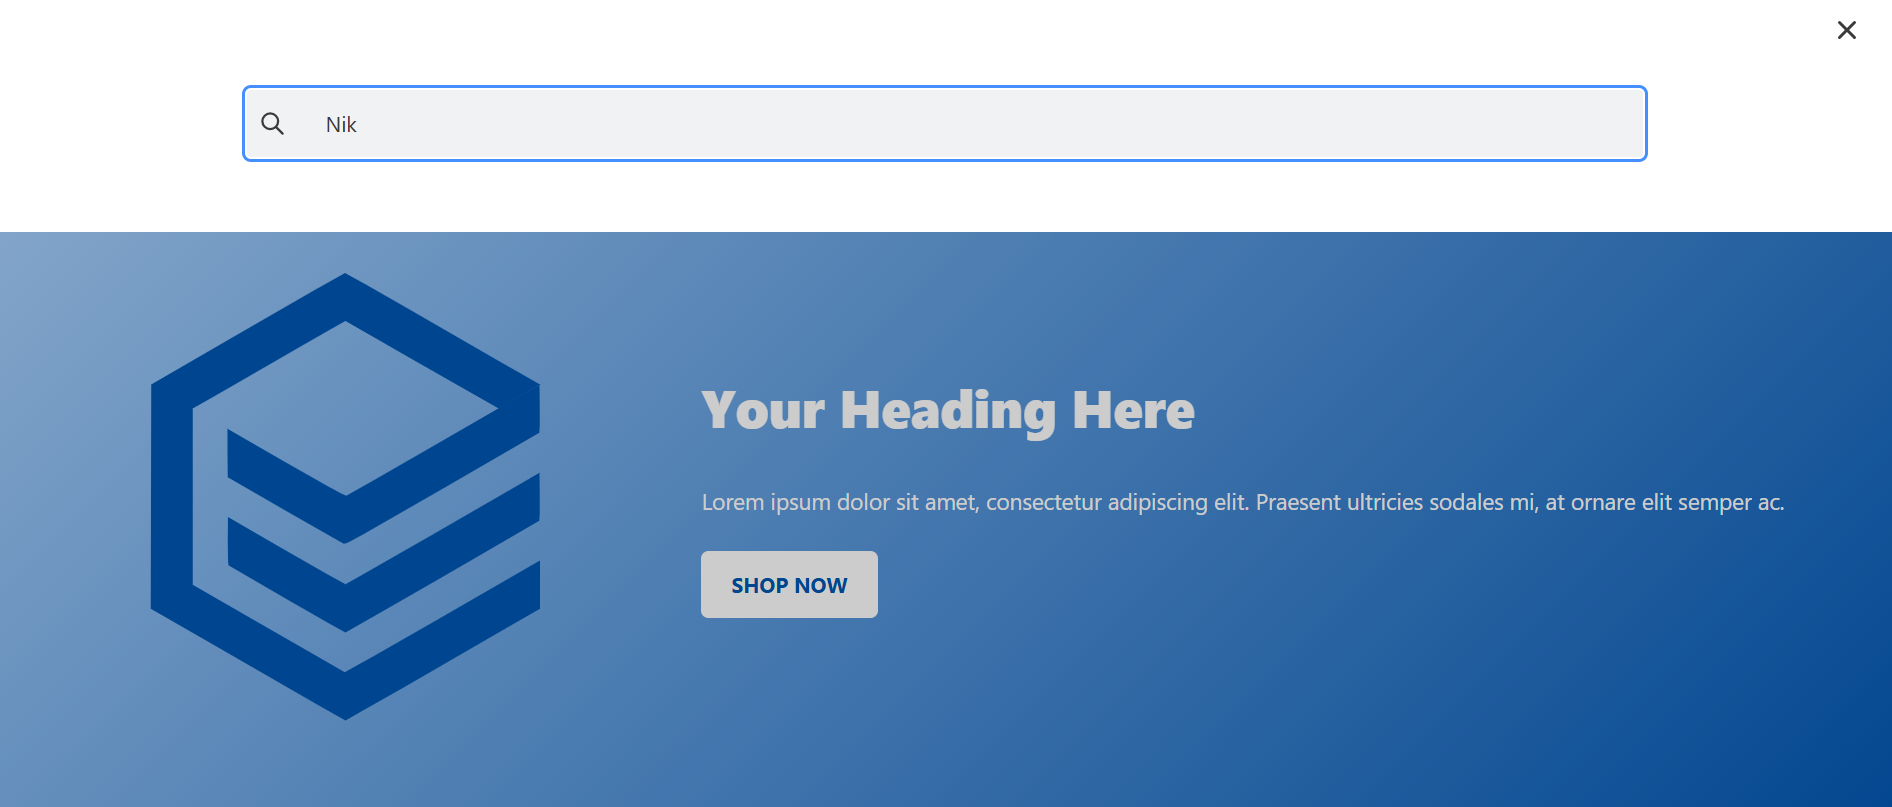 Nik
Your Heading Here
Lorem ipsum dolor sit amet, consectetur adipiscing elit. Praesent ultricies sodales mi, at ornare elit semper ac.
SHOP NOW